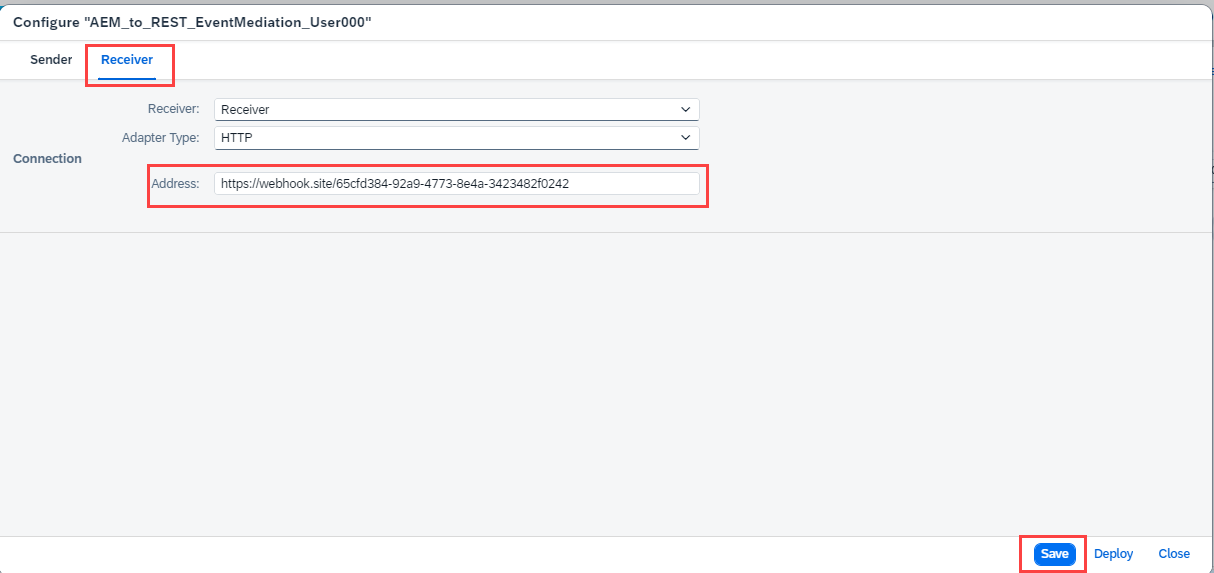 Configure "AEM_to_REST_EventMediation_User000"
Sender Receiver
Receiver: Receiver
Adapter Type: HTTP
Connection
Address: https://webhook.site/65cfd384-92a9-4773-8e4a-3423482f0242
Save Deploy Close